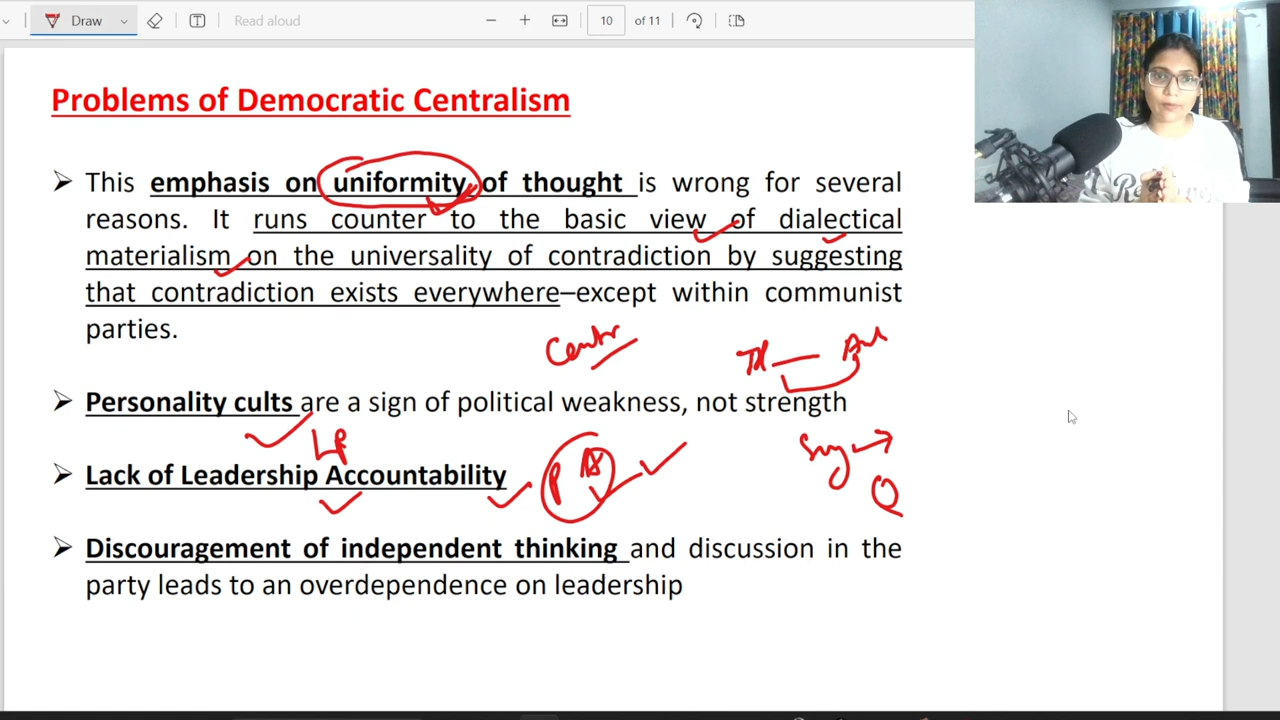 Draw
Read aloud
10 of 11
Problems of Democratic Centralism
➢ This emphasis on uniformity of thought is wrong for several
reasons. It runs counter to the basic view of dialectical
materialism on the universality of contradiction by suggesting
that contradiction exists everywhere–except within communist
parties.
Centr
➢ Personality cults are a sign of political weakness, not strength
LP
➢ Lack of Leadership Accountability
P
Q
➢ Discouragement of independent thinking and discussion in the
party leads to an overdependence on leadership